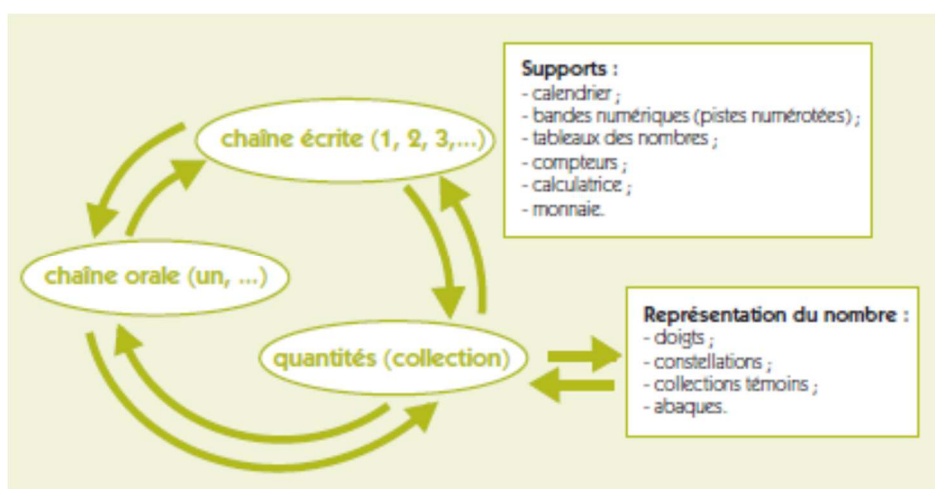 Supports :
- calendrier ;
- bandes numériques (pistes numérotées) ;
- tableaux des nombres ;
- compteurs ;
- calculatrice ;
- monnaie.
chaîne écrite (1, 2, 3,...)
chaîne orale (un, ...)
quantités (collection)
Représentation du nombre :
- doigts ;
- constellations ;
- collections témoins ;
- abaques.